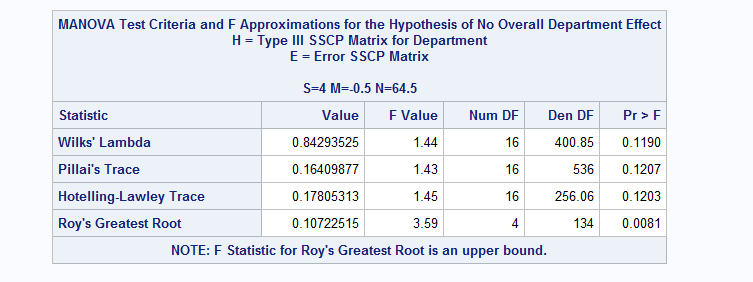 MANOVA Test Criteria and F Approximations for the Hypothesis of No Overall Department Effect
H = Type III SSCP Matrix for Department
E = Error SSCP Matrix
S=4 M=-0.5 N=64.5
Statistic Value F Value Num DF Den DF Pr > F
Wilks' Lambda 0.84293525 1.44 16 400.85 0.1190
Pillai's Trace 0.16409877 1.43 16 536 0.1207
Hotelling-Lawley Trace 0.17805313 1.45 16 256.06 0.1203
Roy's Greatest Root 0.10722515 3.59 4 134 0.0081
NOTE: F Statistic for Roy's Greatest Root is an upper bound.